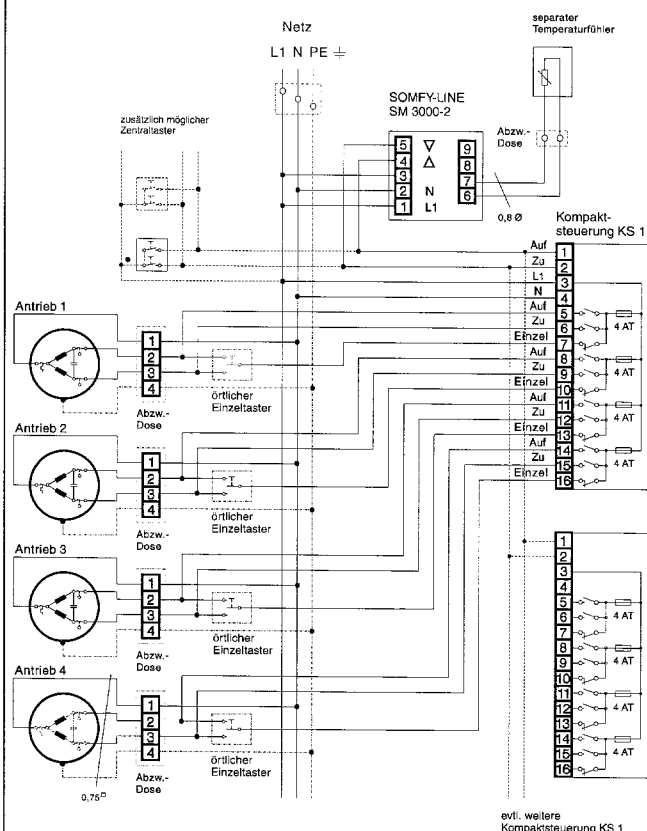 Netz
L1 N PE
separater
Temperaturfühler
SOMFY-LINE
SM 3000-2
zusätzlich möglicher
Zentraltaster
Abzw.-
Dose
5
4
3
2 N
1 L1
9
8
7
6
0,8 Ø
Kompakt-
steuerung KS 1
Auf 1
Zu 2
L1 3
N 4
Auf 5
Zu 6 4 AT
Einzel 7
Auf 8
Zu 9 4 AT
Einzel 10
Auf 11
Zu 12 4 AT
Einzel 13
Auf 14
Zu 15 4 AT
Einzel 16
Antrieb 1
1
2
3
4
Abzw.-
Dose
örtlicher
Einzeltaster
Antrieb 2
1
2
3
4
Abzw.-
Dose
örtlicher
Einzeltaster
Antrieb 3
1
2
3
4
Abzw.-
Dose
örtlicher
Einzeltaster
Antrieb 4
1
2
3
4
Abzw.-
Dose
örtlicher
Einzeltaster
0,75
1
2
3
4
5
6 4 AT
7
8
9 4 AT
10
11
12 4 AT
13
14
15 4 AT
16
evtl. weitere
Kompaktsteuerung KS 1